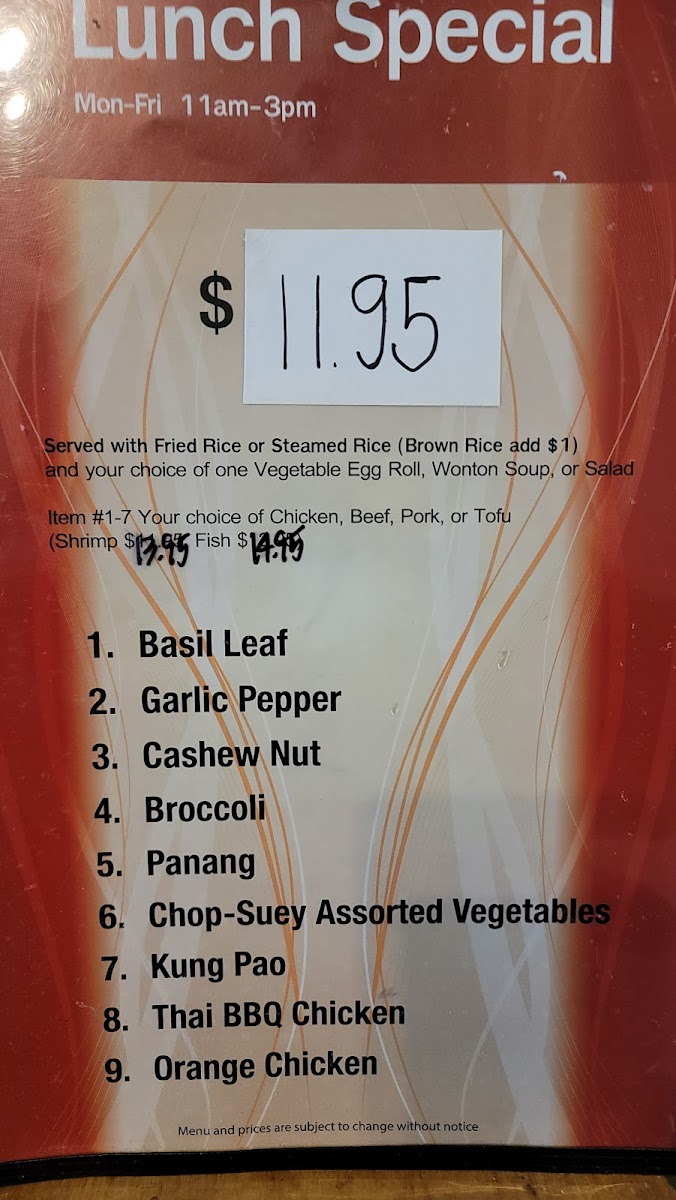 Lunch Special
Mon-Fri 11am-3pm
$ 11.95
Served with Fried Rice or Steamed Rice (Brown Rice add $1)
and your choice of one Vegetable Egg Roll, Wonton Soup, or Salad
Item #1-7 Your choice of Chicken, Beef, Pork, or Tofu
(Shrimp $13.95 Fish $14.95
1. Basil Leaf
2. Garlic Pepper
3. Cashew Nut
4. Broccoli
5. Panang
6. Chop-Suey Assorted Vegetables
7. Kung Pao
8. Thai BBQ Chicken
9. Orange Chicken
Menu and prices are subject to change without notice